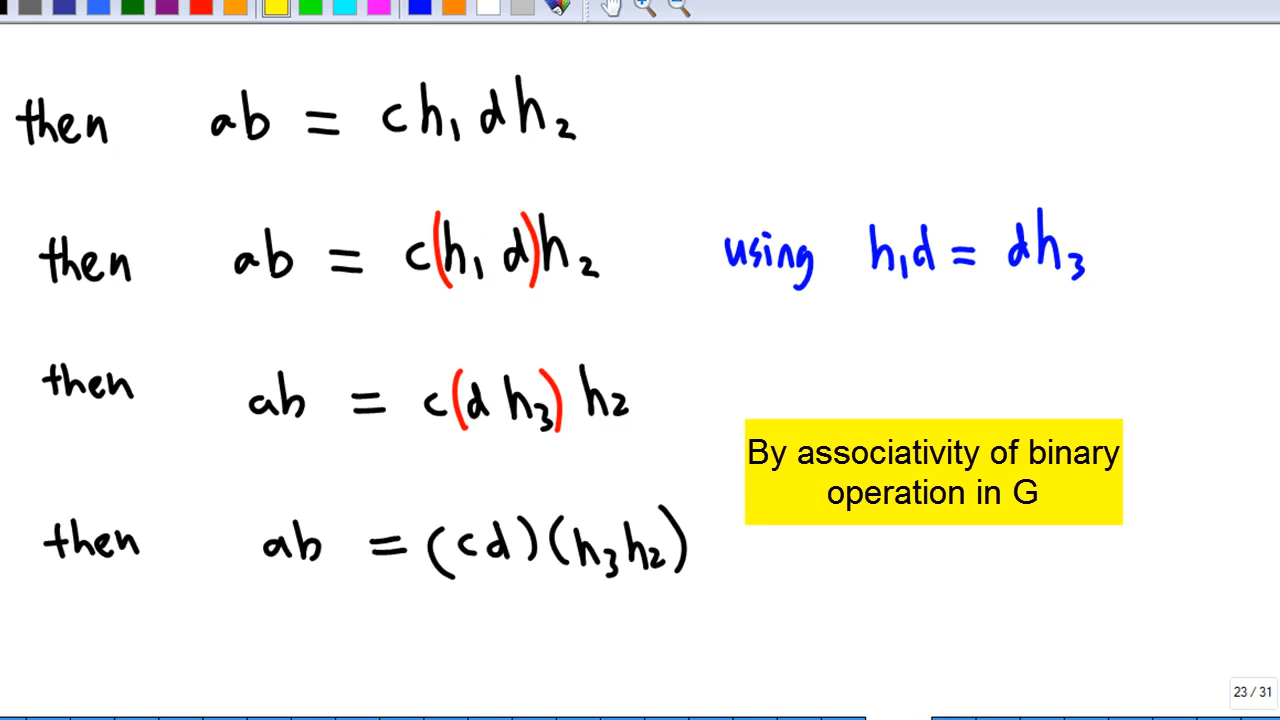 then ab = ch₁dh₂
then ab = c(h₁d)h₂ using h₁d = dh₃
then ab = c(dh₃)h₂
By associativity of binary
operation in G
then ab = (cd)(h₃h₂)
23 / 31